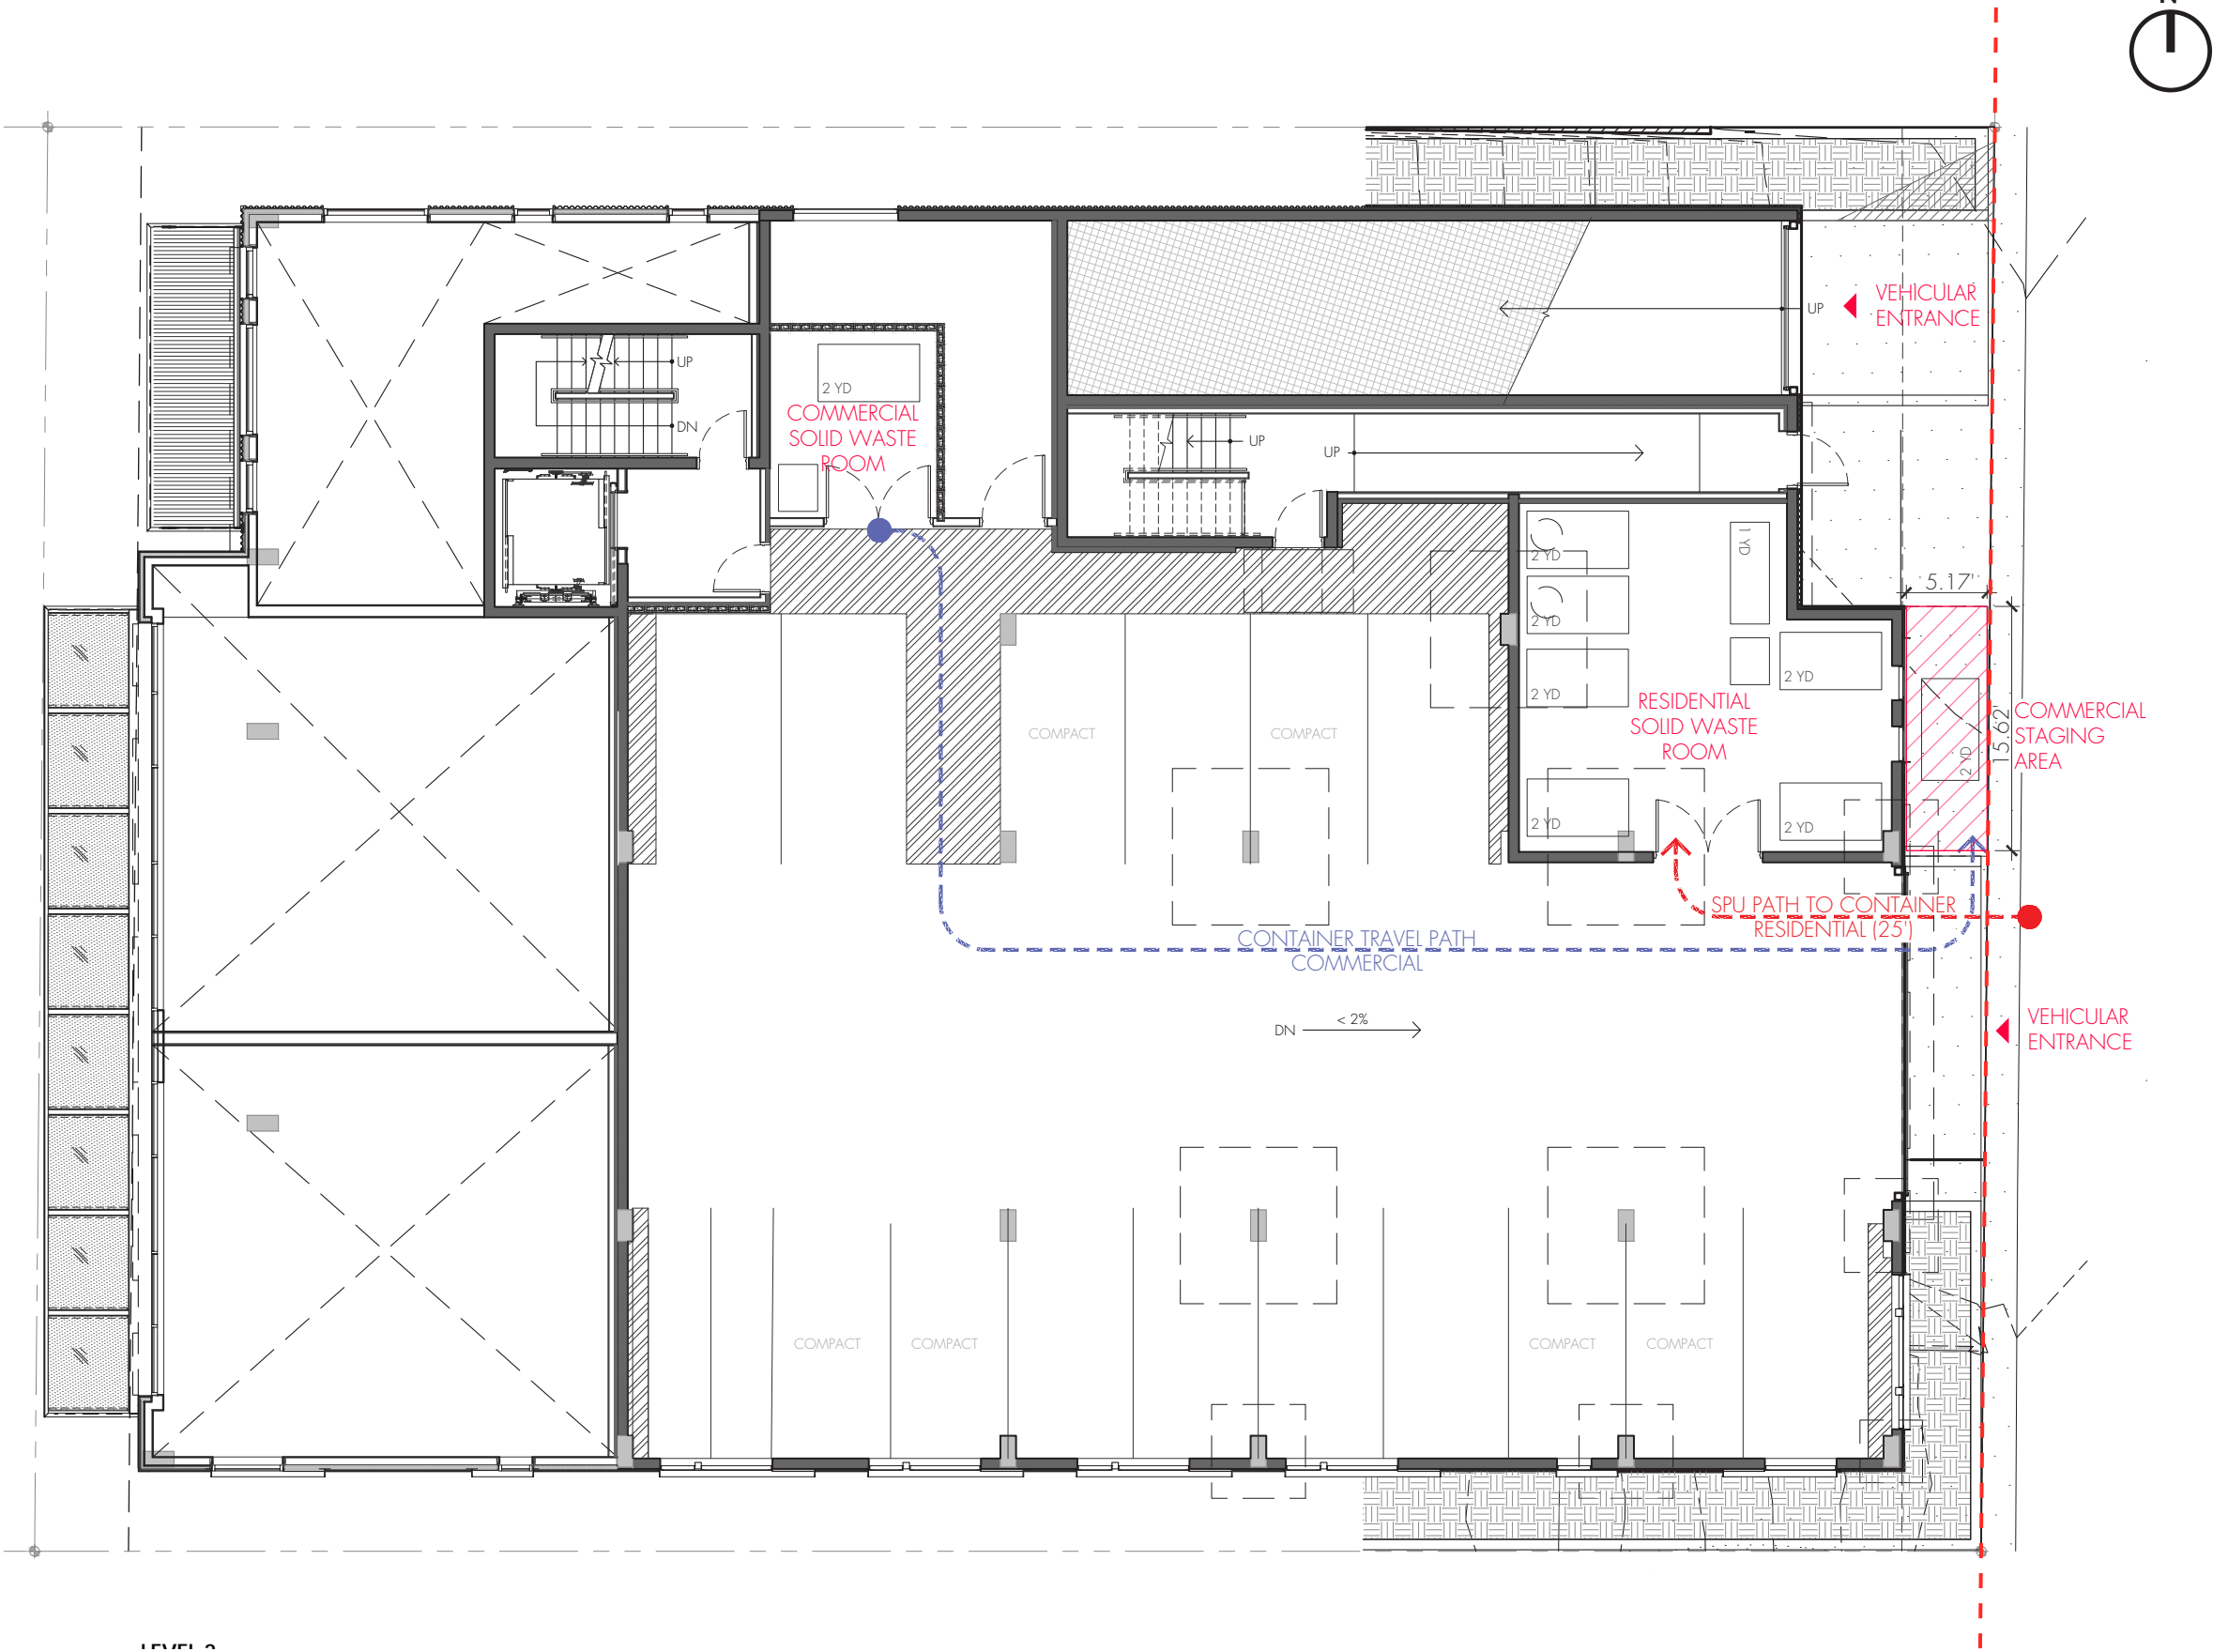 N
VEHICULAR
ENTRANCE
UP
UP
DN
2 YD
COMMERCIAL
SOLID WASTE
ROOM
UP
UP
2 YD
2 YD
2 YD
2 YD
1 YD
2 YD
2 YD
RESIDENTIAL
SOLID WASTE
ROOM
5.17'
15.62'
2 YD
COMMERCIAL
STAGING
AREA
COMPACT
COMPACT
SPU PATH TO CONTAINER
RESIDENTIAL (25')
CONTAINER TRAVEL PATH
COMMERCIAL
DN
< 2%
VEHICULAR
ENTRANCE
COMPACT
COMPACT
COMPACT
COMPACT